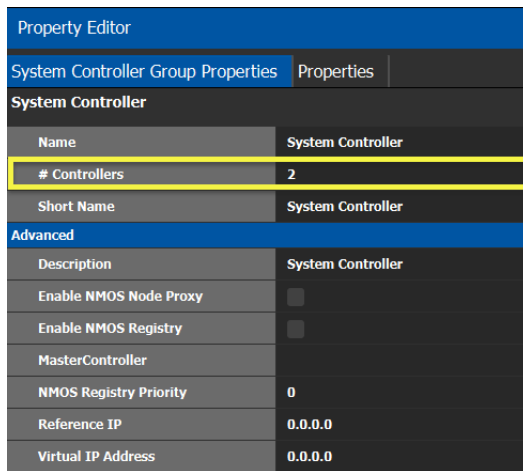 Property Editor
System Controller Group Properties Properties
System Controller
Name System Controller
# Controllers 2
Short Name System Controller
Advanced
Description System Controller
Enable NMOS Node Proxy
Enable NMOS Registry
MasterController
NMOS Registry Priority 0
Reference IP 0.0.0.0
Virtual IP Address 0.0.0.0